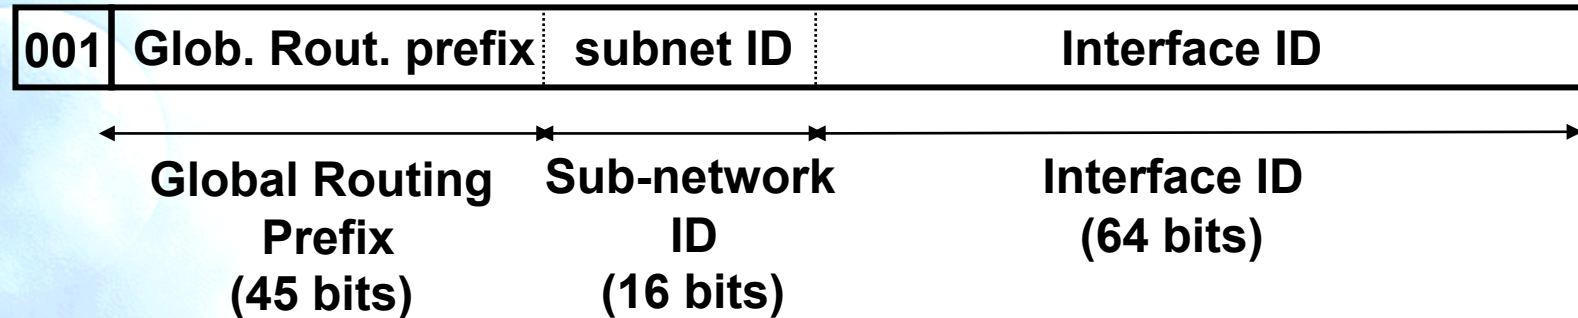 001 Glob. Rout. prefix subnet ID Interface ID
Global Routing
Prefix
(45 bits)
Sub-network
ID
(16 bits)
Interface ID
(64 bits)